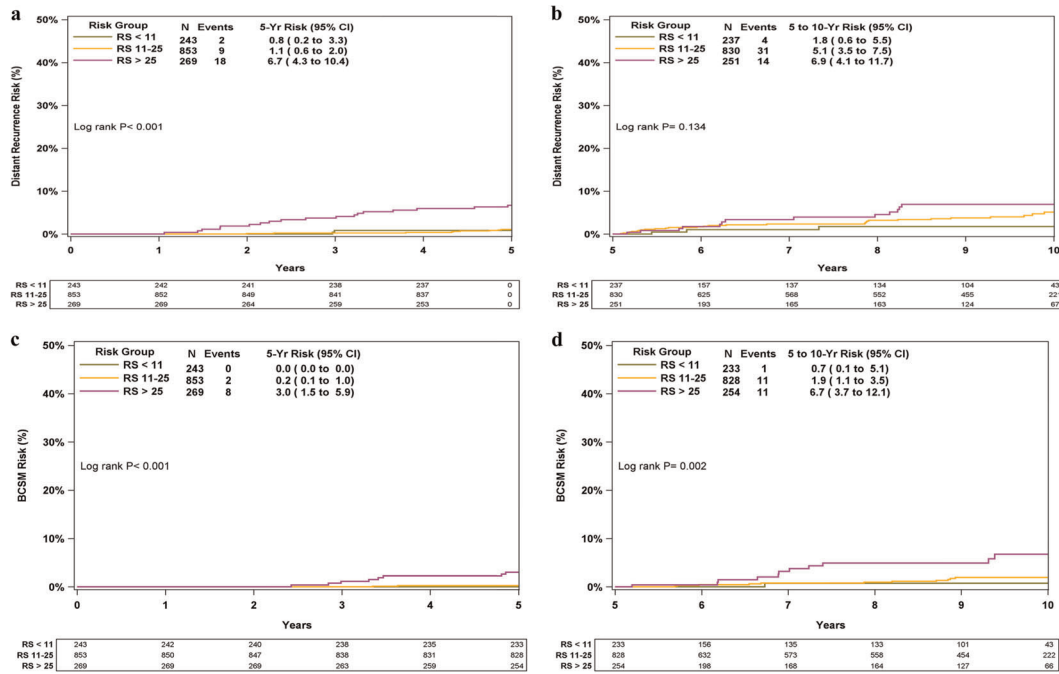 a
Risk Group N Events 5-Yr Risk (95% CI)
RS < 11 243 2 0.8 ( 0.2 to 3.3)
RS 11-25 853 9 1.1 ( 0.6 to 2.0)
RS > 25 269 18 6.7 ( 4.3 to 10.4)
50%
40%
30%
20%
10%
0%
Distant Recurrence Risk (%)
Log rank P< 0.001
0 1 2 3 4 5
Years
RS < 11 243 242 241 238 237 0
RS 11-25 853 852 849 841 837 0
RS > 25 269 269 264 259 253 0
b
Risk Group N Events 5 to 10-Yr Risk (95% CI)
RS < 11 237 4 1.8 ( 0.6 to 5.5)
RS 11-25 830 31 5.1 ( 3.5 to 7.5)
RS > 25 251 14 6.9 ( 4.1 to 11.7)
50%
40%
30%
20%
10%
0%
Distant Recurrence Risk (%)
Log rank P= 0.134
5 6 7 8 9 10
Years
RS < 11 237 157 137 134 104 43
RS 11-25 830 625 568 552 455 221
RS > 25 251 193 165 163 124 67
c
Risk Group N Events 5-Yr Risk (95% CI)
RS < 11 243 0 0.0 ( 0.0 to 0.0)
RS 11-25 853 2 0.2 ( 0.1 to 1.0)
RS > 25 269 8 3.0 ( 1.5 to 5.9)
50%
40%
30%
20%
10%
0%
BCSM Risk (%)
Log rank P< 0.001
0 1 2 3 4 5
Years
RS < 11 243 242 240 238 235 233
RS 11-25 853 850 847 838 831 828
RS > 25 269 269 269 263 259 254
d
Risk Group N Events 5 to 10-Yr Risk (95% CI)
RS < 11 233 1 0.7 ( 0.1 to 5.1)
RS 11-25 828 11 1.9 ( 1.1 to 3.5)
RS > 25 254 11 6.7 ( 3.7 to 12.1)
50%
40%
30%
20%
10%
0%
BCSM Risk (%)
Log rank P= 0.002
5 6 7 8 9 10
Years
RS < 11 233 156 135 133 101 43
RS 11-25 828 632 573 558 454 222
RS > 25 254 198 168 164 127 66